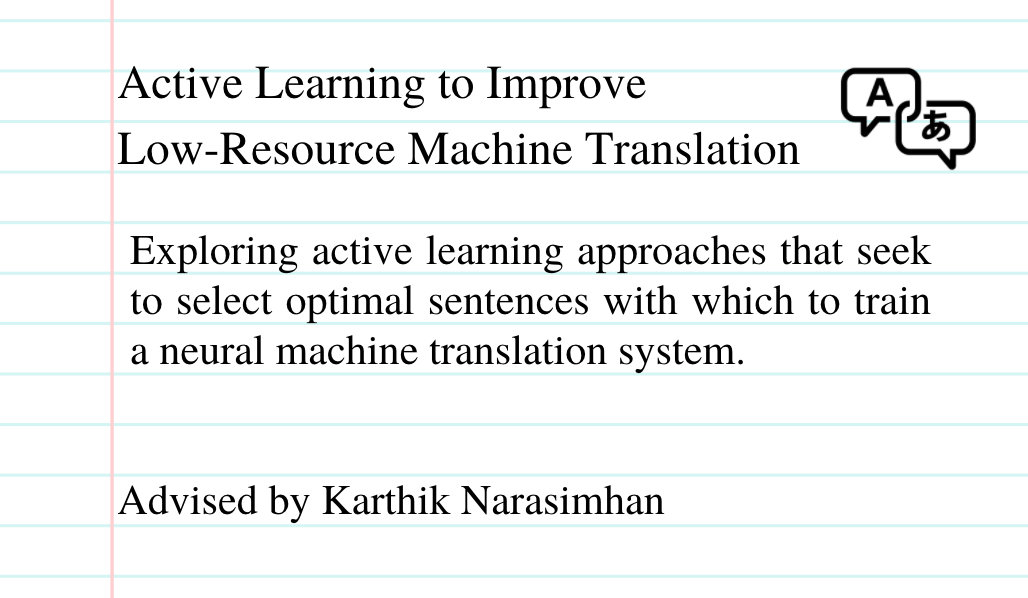 Active Learning to Improve
Low-Resource Machine Translation
A
あ
Exploring active learning approaches that seek
to select optimal sentences with which to train
a neural machine translation system.
Advised by Karthik Narasimhan